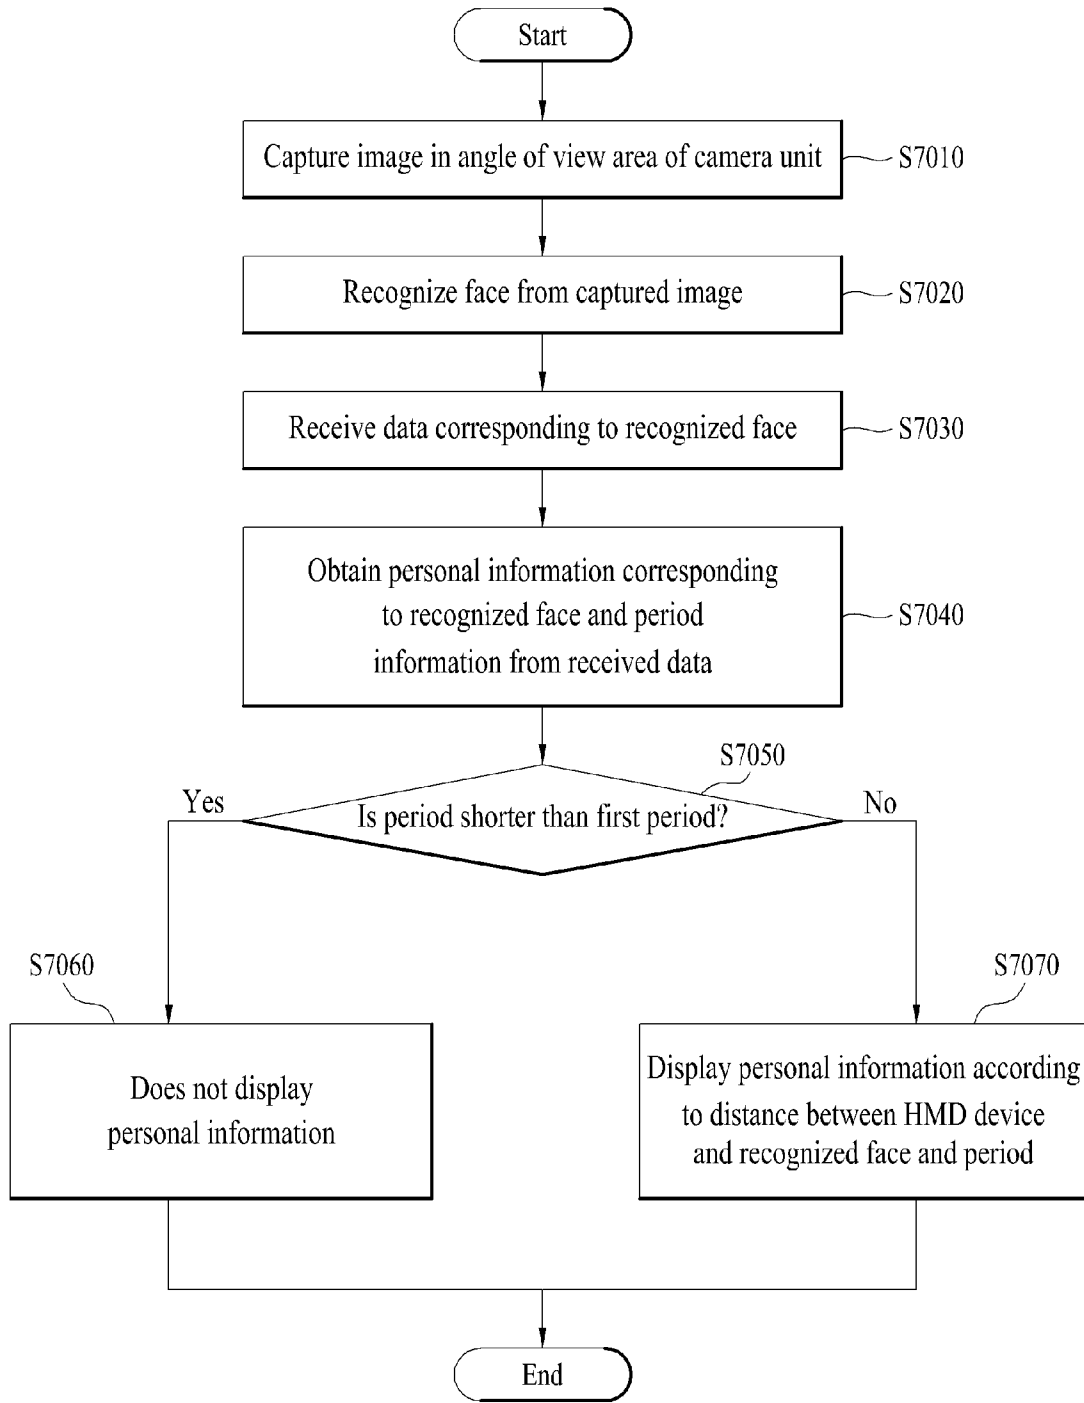 Start
Capture image in angle of view area of camera unit
S7010
Recognize face from captured image
S7020
Receive data corresponding to recognized face
S7030
Obtain personal information corresponding
to recognized face and period
information from received data
S7040
S7050
Yes
Is period shorter than first period?
No
S7060
Does not display
personal information
S7070
Display personal information according
to distance between HMD device
and recognized face and period
End